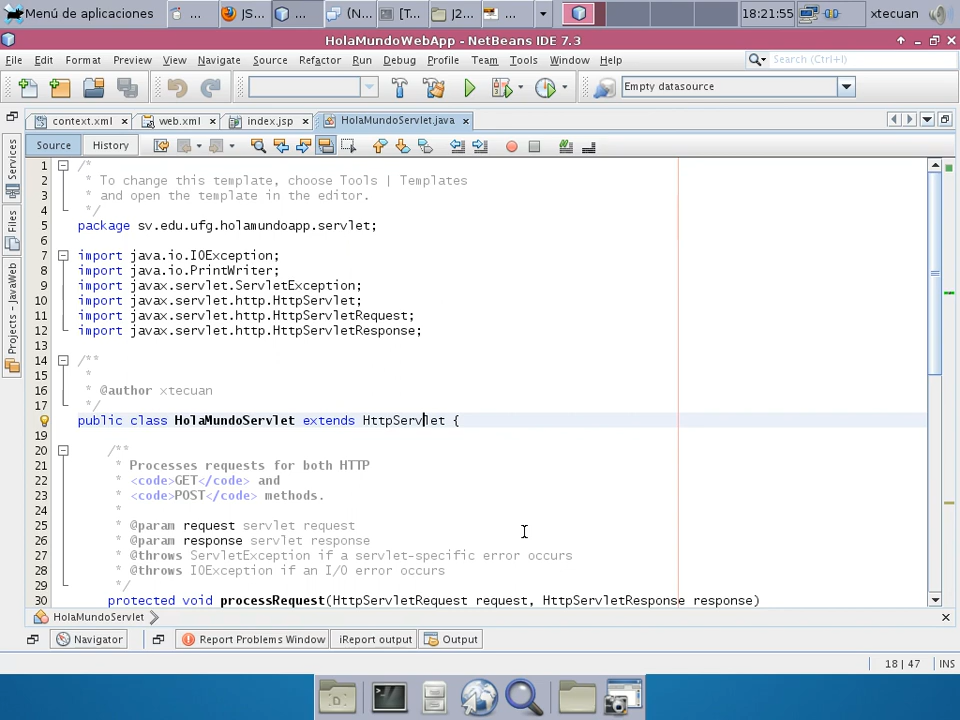 Menú de aplicaciones ... JS... ... (N... [T... J2... ... 18:21:55 xtecuan
HolaMundoWebApp - NetBeans IDE 7.3
File Edit Format Preview View Navigate Source Refactor Run Debug Profile Team Tools Window Help Search (Ctrl+I)
Empty datasource
context.xml web.xml index.jsp HolaMundoServlet.java
Source History
Services
Files
Projects - JavaWeb
1 /*
2 * To change this template, choose Tools | Templates
3 * and open the template in the editor.
4 */
5 package sv.edu.ufg.holamundoapp.servlet;
6
7 import java.io.IOException;
8 import java.io.PrintWriter;
9 import javax.servlet.ServletException;
10 import javax.servlet.http.HttpServlet;
11 import javax.servlet.http.HttpServletRequest;
12 import javax.servlet.http.HttpServletResponse;
13
14 /**
15 *
16 * @author xtecuan
17 */
public class HolaMundoServlet extends HttpServlet {
19
20 /**
21 * Processes requests for both HTTP
22 * <code>GET</code> and
23 * <code>POST</code> methods.
24 *
25 * @param request servlet request
26 * @param response servlet response
27 * @throws ServletException if a servlet-specific error occurs
28 * @throws IOException if an I/O error occurs
29 */
30 protected void processRequest(HttpServletRequest request, HttpServletResponse response)
HolaMundoServlet
Navigator Report Problems Window iReport output Output
18 | 47 INS